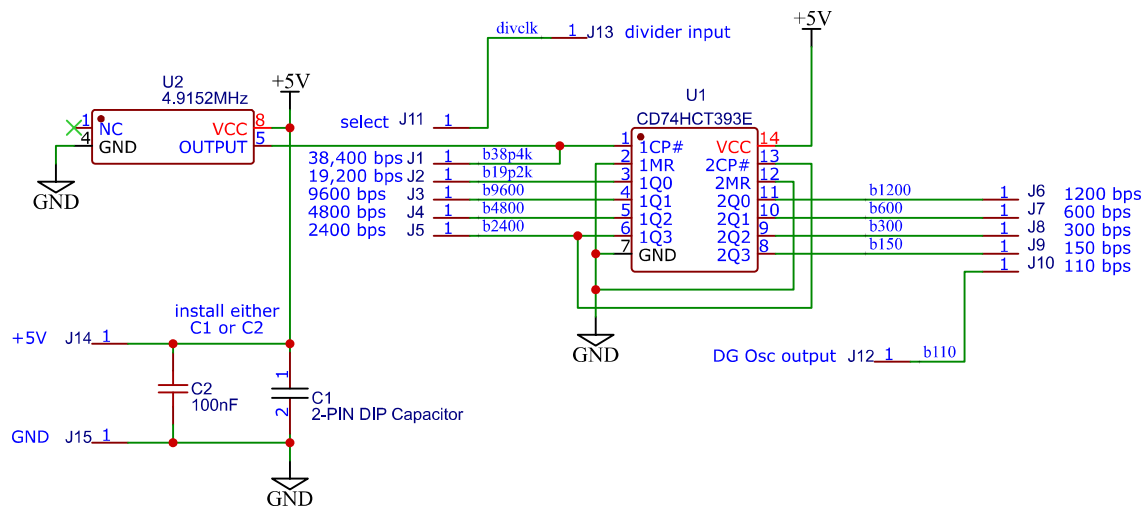 divclk 1 J13 divider input
+5V
U2
4.9152MHz
+5V
1 NC VCC 8
4 GND OUTPUT 5
GND
select J11 1
U1
CD74HCT393E
1 1CP# VCC 14
2 1MR 2CP# 13
3 1Q0 2MR 12
4 1Q1 2Q0 11
5 1Q2 2Q1 10
6 1Q3 2Q2 9
7 GND 2Q3 8
38,400 bps J1 1 b38p4k
19,200 bps J2 1 b19p2k
9600 bps J3 1 b9600
4800 bps J4 1 b4800
2400 bps J5 1 b2400
b1200 1 J6 1200 bps
b600 1 J7 600 bps
b300 1 J8 300 bps
b150 1 J9 150 bps
1 J10 110 bps
GND
DG Osc output J12 1 b110
install either
C1 or C2
+5V J14 1
C2
100nF
1
2
C1
2-PIN DIP Capacitor
GND J15 1
GND